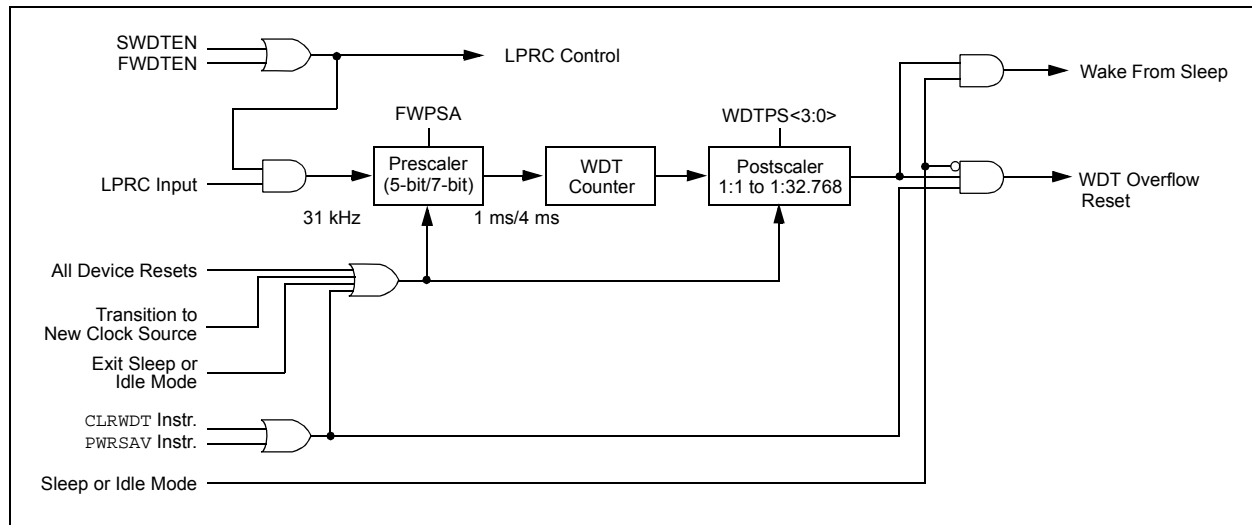 SWDTEN
FWDTEN
LPRC Control
Wake From Sleep
FWPSA
WDTPS<3:0>
LPRC Input
Prescaler
(5-bit/7-bit)
WDT
Counter
Postscaler
1:1 to 1:32.768
WDT Overflow
Reset
31 kHz
1 ms/4 ms
All Device Resets
Transition to
New Clock Source
Exit Sleep or
Idle Mode
CLRWDT Instr.
PWRSAV Instr.
Sleep or Idle Mode